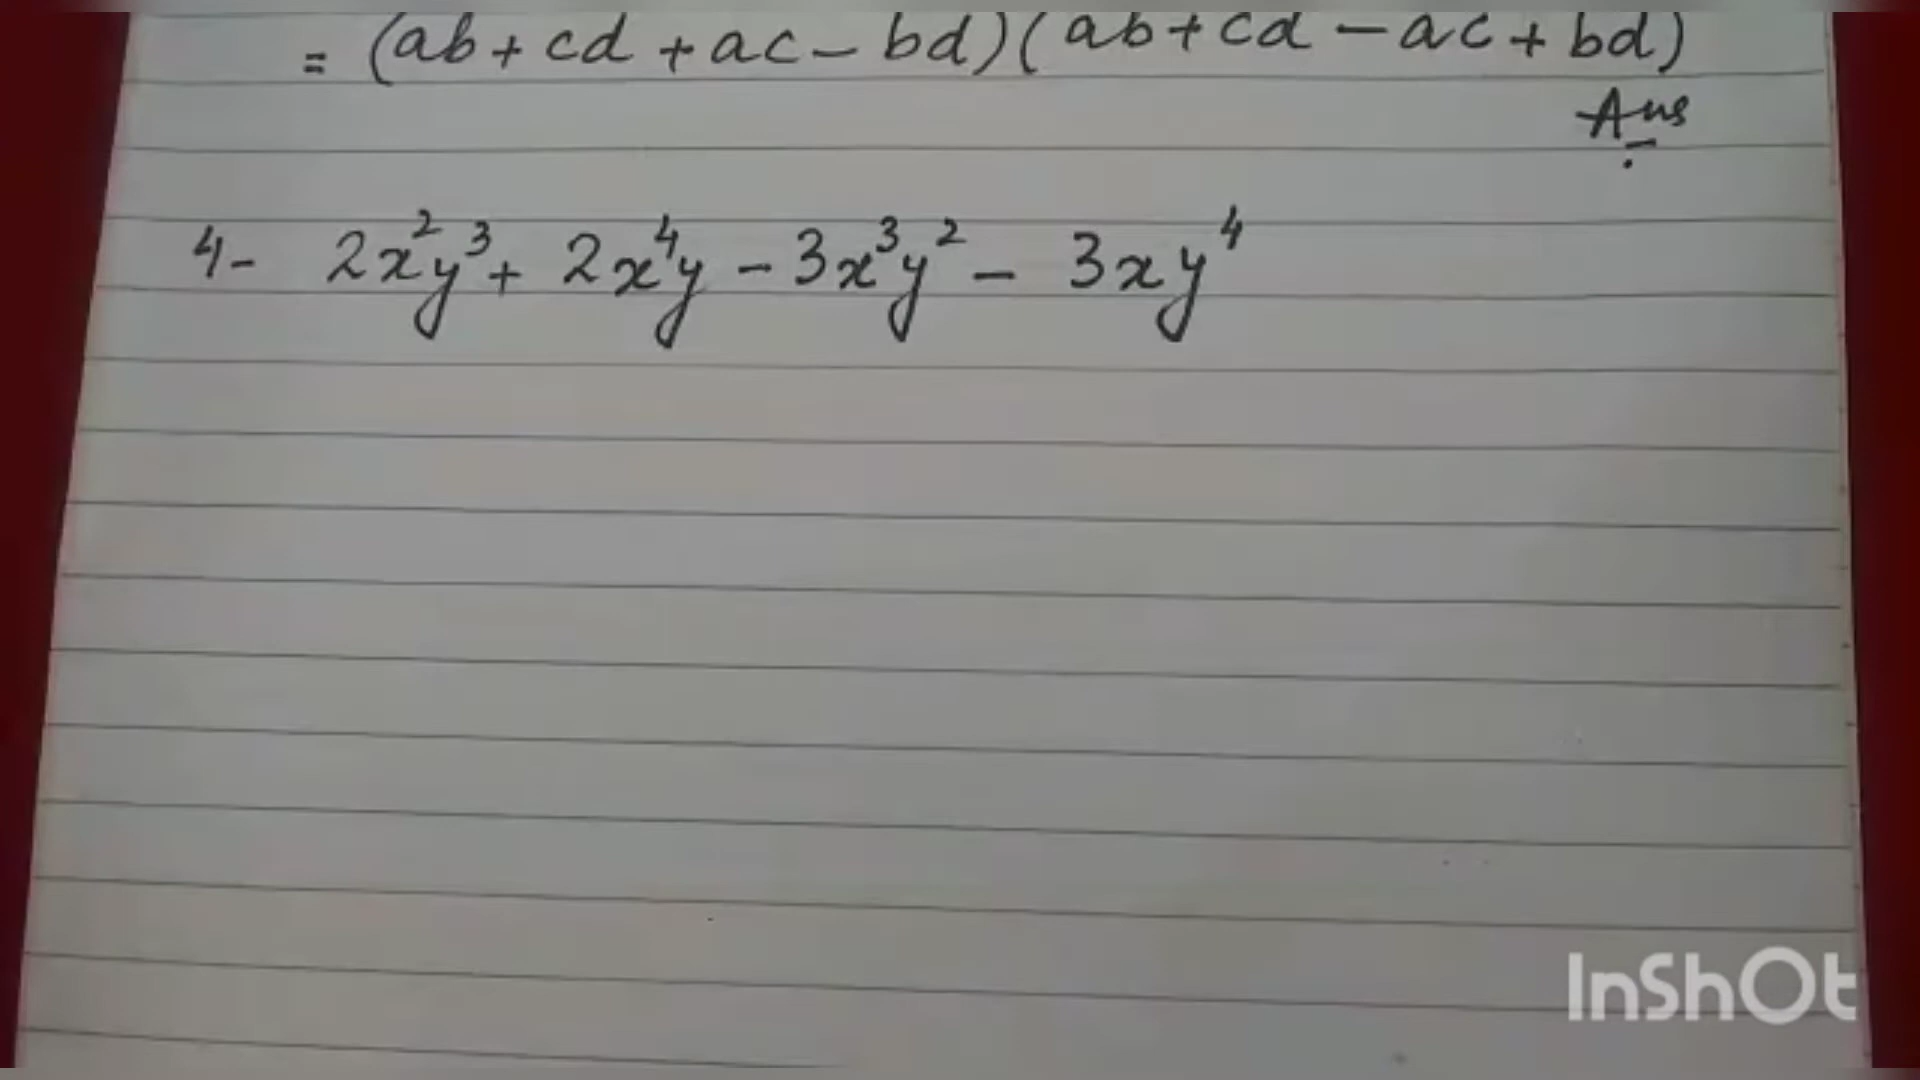 = (ab+cd+ac-bd)(ab+cd-ac+bd)
Ans
4- 2x²y³+ 2x⁴y - 3x³y² - 3xy⁴
InShOt